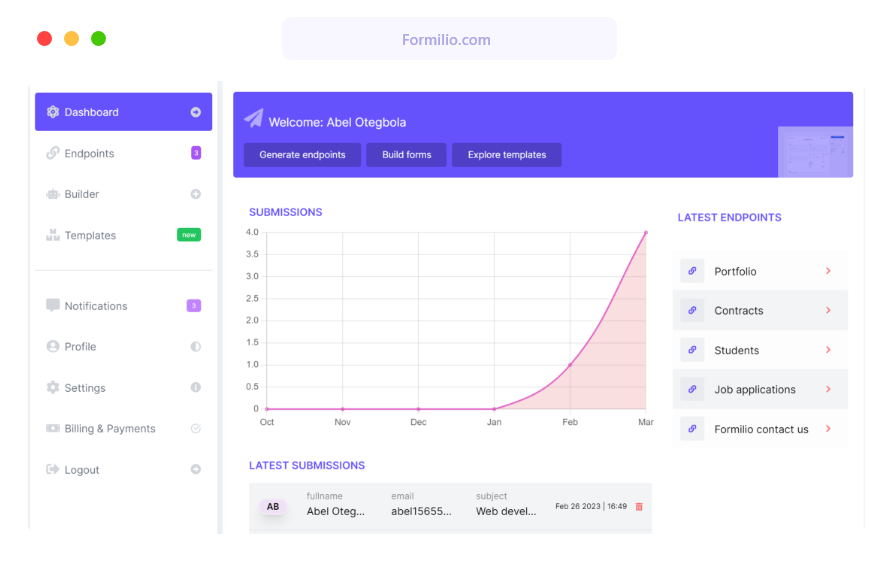 Formilio.com
Dashboard
Endpoints 3
Builder
Templates new
Notifications 3
Profile
Settings
Billing & Payments
Logout
Welcome: Abel Otegbola
Generate endpoints Build forms Explore templates
SUBMISSIONS
4.0
3.5
3.0
2.5
2.0
1.5
1.0
0.5
0
Oct Nov Dec Jan Feb Mar
LATEST ENDPOINTS
Portfolio
Contracts
Students
Job applications
Formilio contact us
LATEST SUBMISSIONS
fullname email subject
AB Abel Oteg... abel15655... Web devel... Feb 26 2023 | 16:49